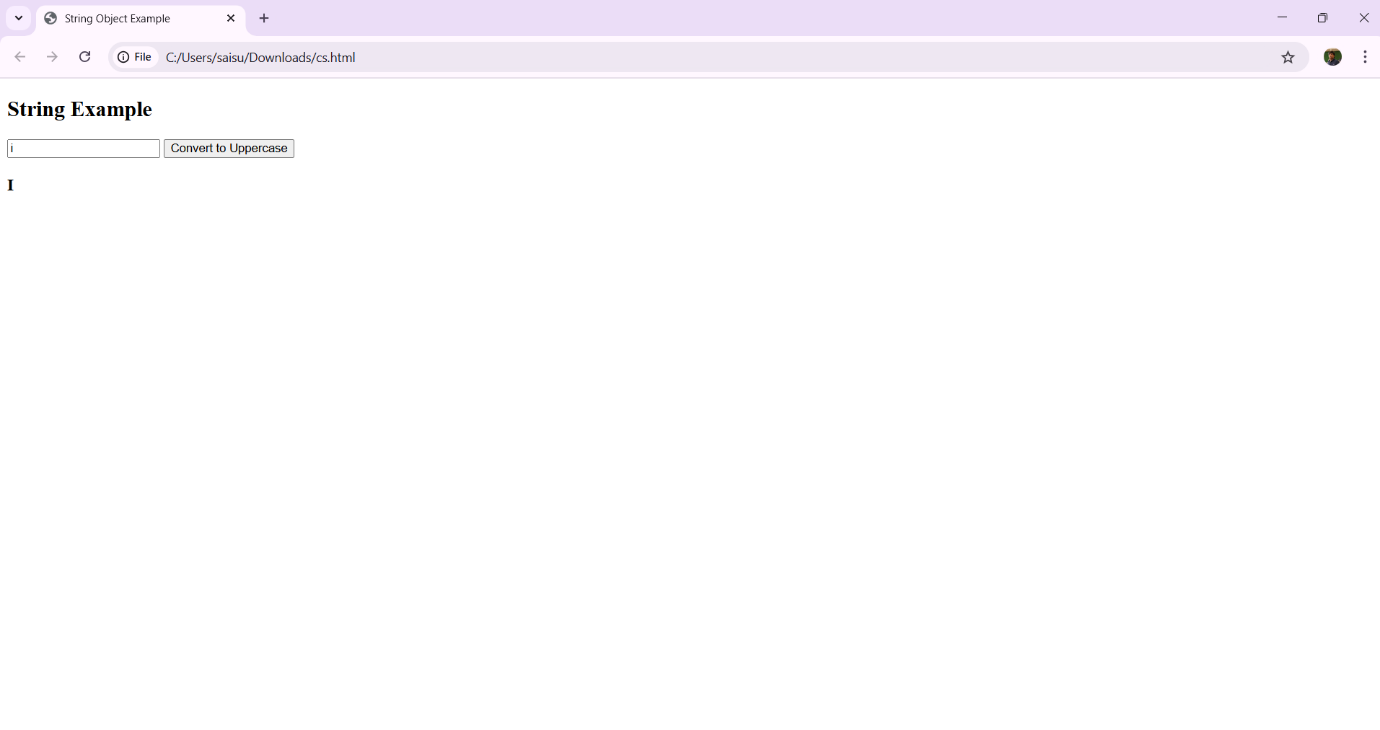 String Object Example
File C:/Users/saisu/Downloads/cs.html
String Example
i Convert to Uppercase
I